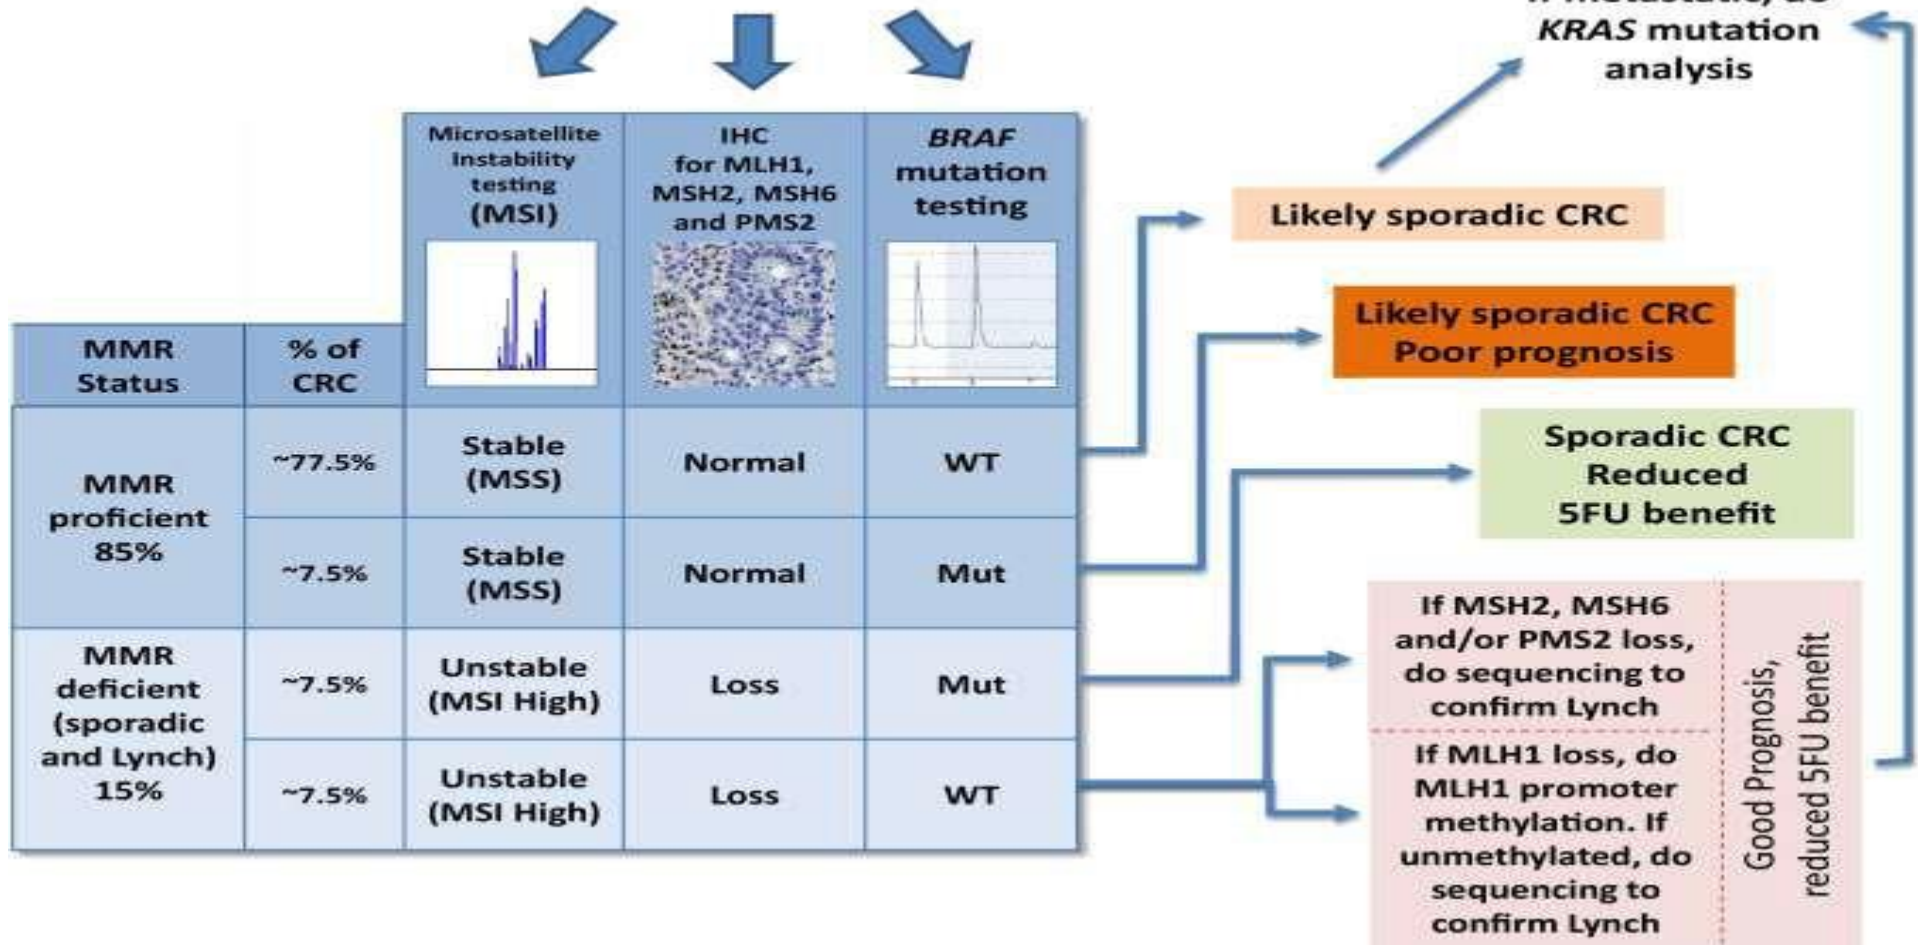 KRAS mutation
analysis
Microsatellite
Instability
testing
(MSI)
IHC
for MLH1,
MSH2, MSH6
and PMS2
BRAF
mutation
testing
Likely sporadic CRC
Likely sporadic CRC
Poor prognosis
MMR
Status
% of
CRC
MMR
proficient
85%
~77.5%
Stable
(MSS)
Normal
WT
Sporadic CRC
Reduced
5FU benefit
~7.5%
Stable
(MSS)
Normal
Mut
MMR
deficient
(sporadic
and Lynch)
15%
~7.5%
Unstable
(MSI High)
Loss
Mut
~7.5%
Unstable
(MSI High)
Loss
WT
If MSH2, MSH6
and/or PMS2 loss,
do sequencing to
confirm Lynch
If MLH1 loss, do
MLH1 promoter
methylation. If
unmethylated, do
sequencing to
confirm Lynch
Good Prognosis,
reduced 5FU benefit